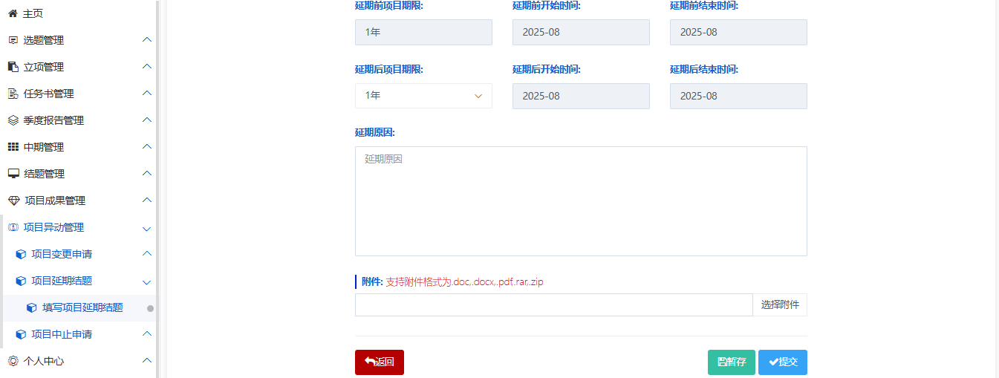 主页
选题管理
立项管理
任务书管理
季度报告管理
中期管理
结题管理
项目成果管理
项目异动管理
项目变更申请
项目延期结题
填写项目延期结题
项目中止申请
个人中心
延期前项目期限: 延期前开始时间: 延期前结束时间:
1年 2025-08 2025-08
延期后项目期限: 延期后开始时间: 延期后结束时间:
1年 2025-08 2025-08
延期原因:
延期原因
附件: 支持附件格式为.doc,.docx,.pdf,.rar,.zip
选择附件
返回 暂存 提交